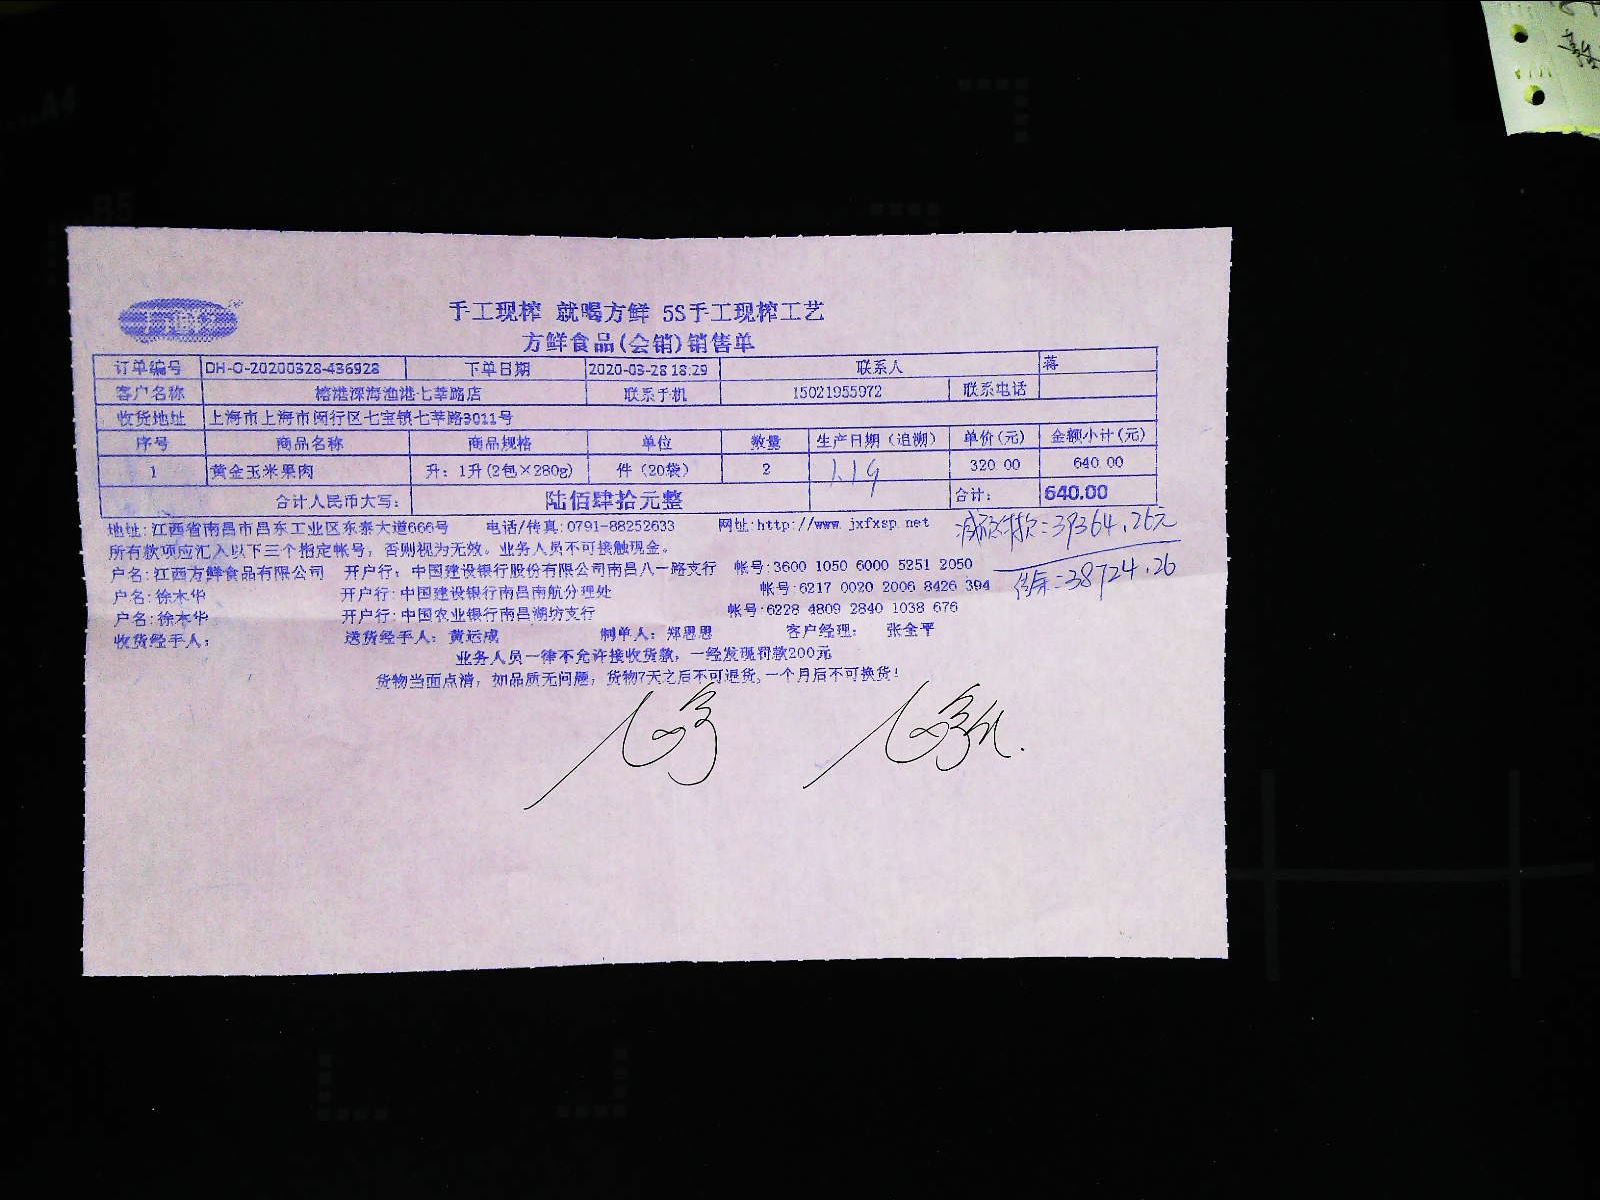 手工现榨 就喝方鲜 5S手工现榨工艺
方鲜食品(会销)销售单
订单编号 DH-O-20200328-436928 下单日期 2020-03-28 18:29 联系人 蒋
客户名称 榕港深海渔港七莘路店 联系手机 15021955972 联系电话
收货地址 上海市上海市闵行区七宝镇七莘路3011号
序号 商品名称 商品规格 单位 数量 生产日期(追溯) 单价(元) 金额小计(元)
1 黄金玉米果肉 升: 1升(2包×280g) 件(20袋) 2 1.19 320.00 640.00
合计人民币大写: 陆佰肆拾元整 合计: 640.00
地址:江西省南昌市昌东工业区东泰大道666号 电话/传真:0791-88252633 网址:http://www.jxfxsp.net
=39364.26元
所有款项应汇入以下三个指定帐号, 否则视为无效。业务人员不可接触现金。
户名:江西方鲜食品有限公司 开户行: 中国建设银行股份有限公司南昌八一路支行 帐号:3600 1050 6000 5251 2050
=38724.26
户名:徐木华 开户行:中国建设银行南昌南航分理处 帐号:6217 0020 2006 8426 394
户名:徐木华 开户行:中国农业银行南昌湖坊支行 帐号:6228 4809 2840 1038 676
收货经手人: 送货经手人: 黄运成 制单人: 郑思思 客户经理: 张全平
业务人员一律不允许接收货款, 一经发现罚款200元
货物当面点清, 如品质无问题, 货物7天之后不可退货,一个月后不可换货!